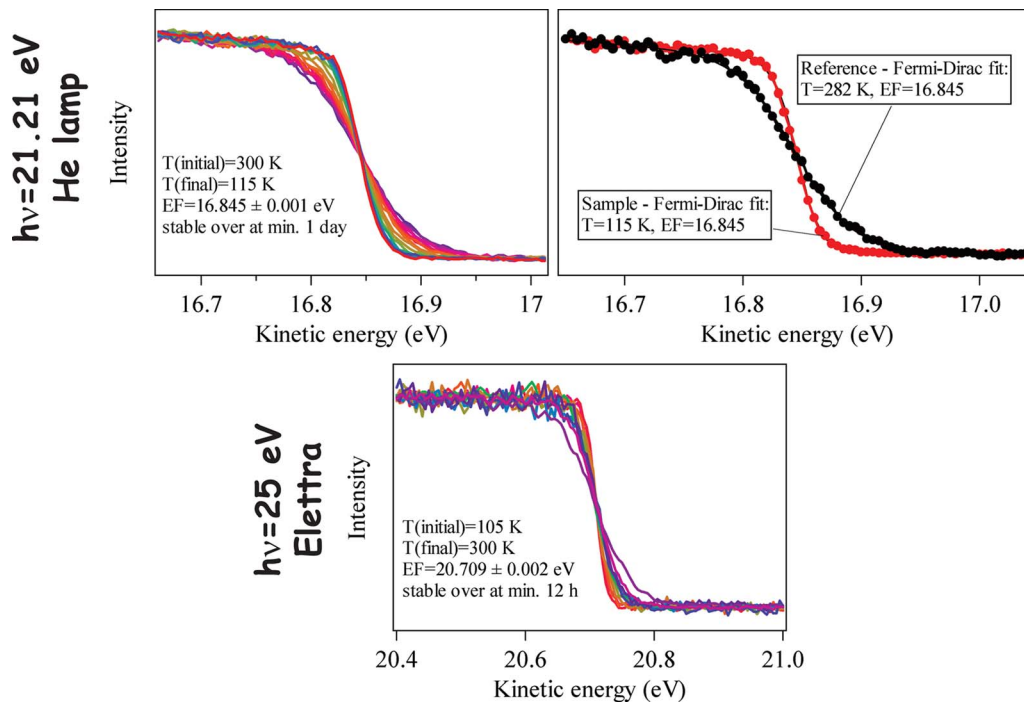 hν=21.21 eV
He lamp
Intensity
T(initial)=300 K
T(final)=115 K
EF=16.845 ± 0.001 eV
stable over at min. 1 day
16.7 16.8 16.9 17
Kinetic energy (eV)
Reference - Fermi-Dirac fit:
T=282 K, EF=16.845
Sample - Fermi-Dirac fit:
T=115 K, EF=16.845
16.7 16.8 16.9 17.0
Kinetic energy (eV)
hν=25 eV
Elettra
Intensity
T(initial)=105 K
T(final)=300 K
EF=20.709 ± 0.002 eV
stable over at min. 12 h
20.4 20.6 20.8 21.0
Kinetic energy (eV)